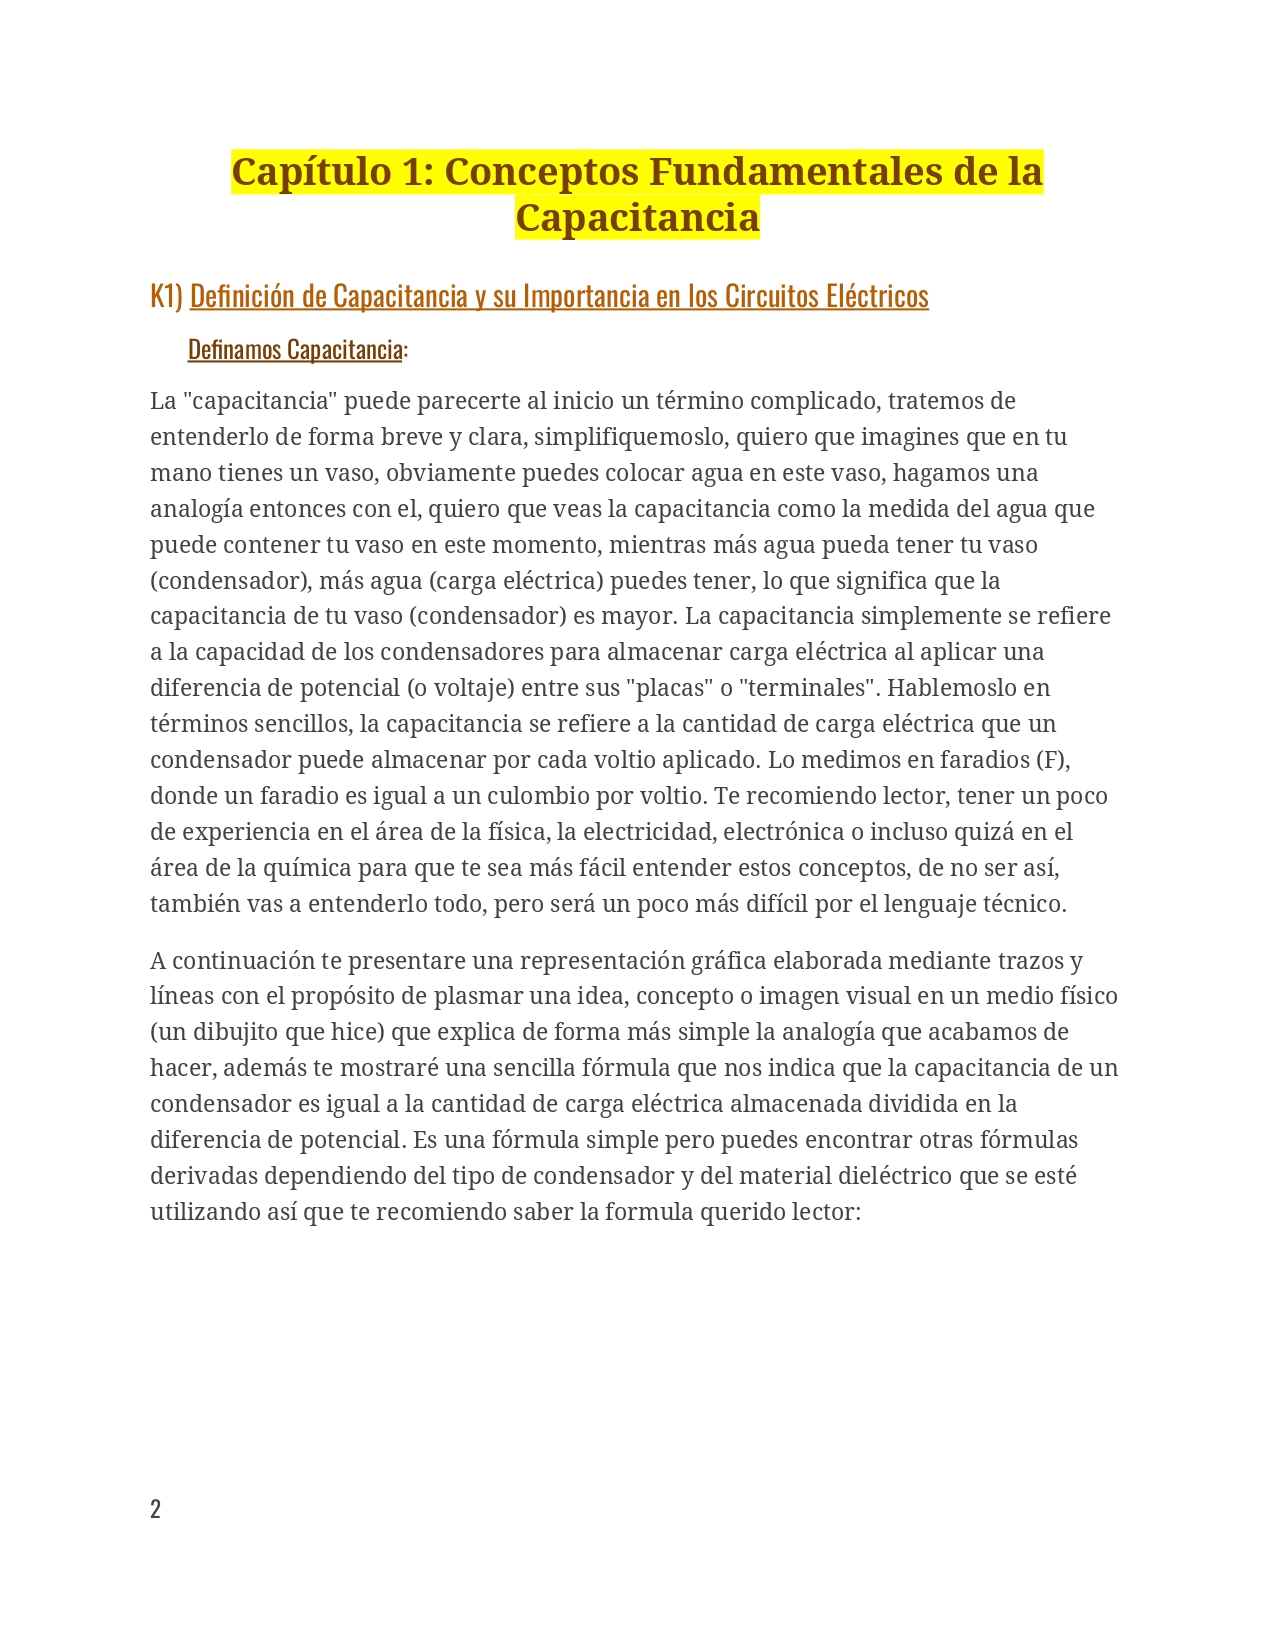 Capítulo 1: Conceptos Fundamentales de la
Capacitancia
K1) Definición de Capacitancia y su Importancia en los Circuitos Eléctricos
Definamos Capacitancia:
La "capacitancia" puede parecerte al inicio un término complicado, tratemos de
entenderlo de forma breve y clara, simplifiquemoslo, quiero que imagines que en tu
mano tienes un vaso, obviamente puedes colocar agua en este vaso, hagamos una
analogía entonces con el, quiero que veas la capacitancia como la medida del agua que
puede contener tu vaso en este momento, mientras más agua pueda tener tu vaso
(condensador), más agua (carga eléctrica) puedes tener, lo que significa que la
capacitancia de tu vaso (condensador) es mayor. La capacitancia simplemente se refiere
a la capacidad de los condensadores para almacenar carga eléctrica al aplicar una
diferencia de potencial (o voltaje) entre sus "placas" o "terminales". Hablemoslo en
términos sencillos, la capacitancia se refiere a la cantidad de carga eléctrica que un
condensador puede almacenar por cada voltio aplicado. Lo medimos en faradios (F),
donde un faradio es igual a un culombio por voltio. Te recomiendo lector, tener un poco
de experiencia en el área de la física, la electricidad, electrónica o incluso quizá en el
área de la química para que te sea más fácil entender estos conceptos, de no ser así,
también vas a entenderlo todo, pero será un poco más difícil por el lenguaje técnico.
A continuación te presentare una representación gráfica elaborada mediante trazos y
líneas con el propósito de plasmar una idea, concepto o imagen visual en un medio físico
(un dibujito que hice) que explica de forma más simple la analogía que acabamos de
hacer, además te mostraré una sencilla fórmula que nos indica que la capacitancia de un
condensador es igual a la cantidad de carga eléctrica almacenada dividida en la
diferencia de potencial. Es una fórmula simple pero puedes encontrar otras fórmulas
derivadas dependiendo del tipo de condensador y del material dieléctrico que se esté
utilizando así que te recomiendo saber la formula querido lector:
2